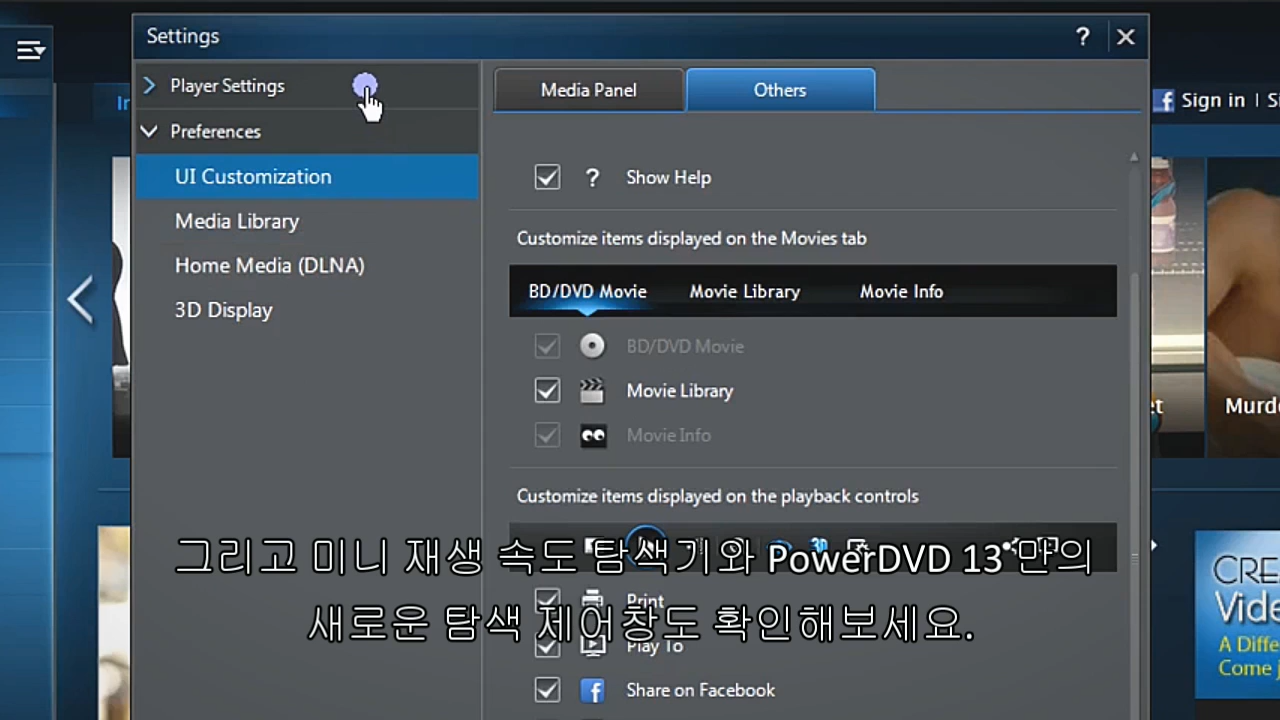 Settings
?
Player Settings
Preferences
UI Customization
Media Library
Home Media (DLNA)
3D Display
Media Panel
Others
Sign in
? Show Help
Customize items displayed on the Movies tab
BD/DVD Movie Movie Library Movie Info
BD/DVD Movie
Movie Library
Movie Info
Customize items displayed on the playback controls
3D
Print
Play To
Share on Facebook
그리고 미니 재생 속도 탐색기와 PowerDVD 13 만의
새로운 탐색 제어창도 확인해보세요.
A Diffe